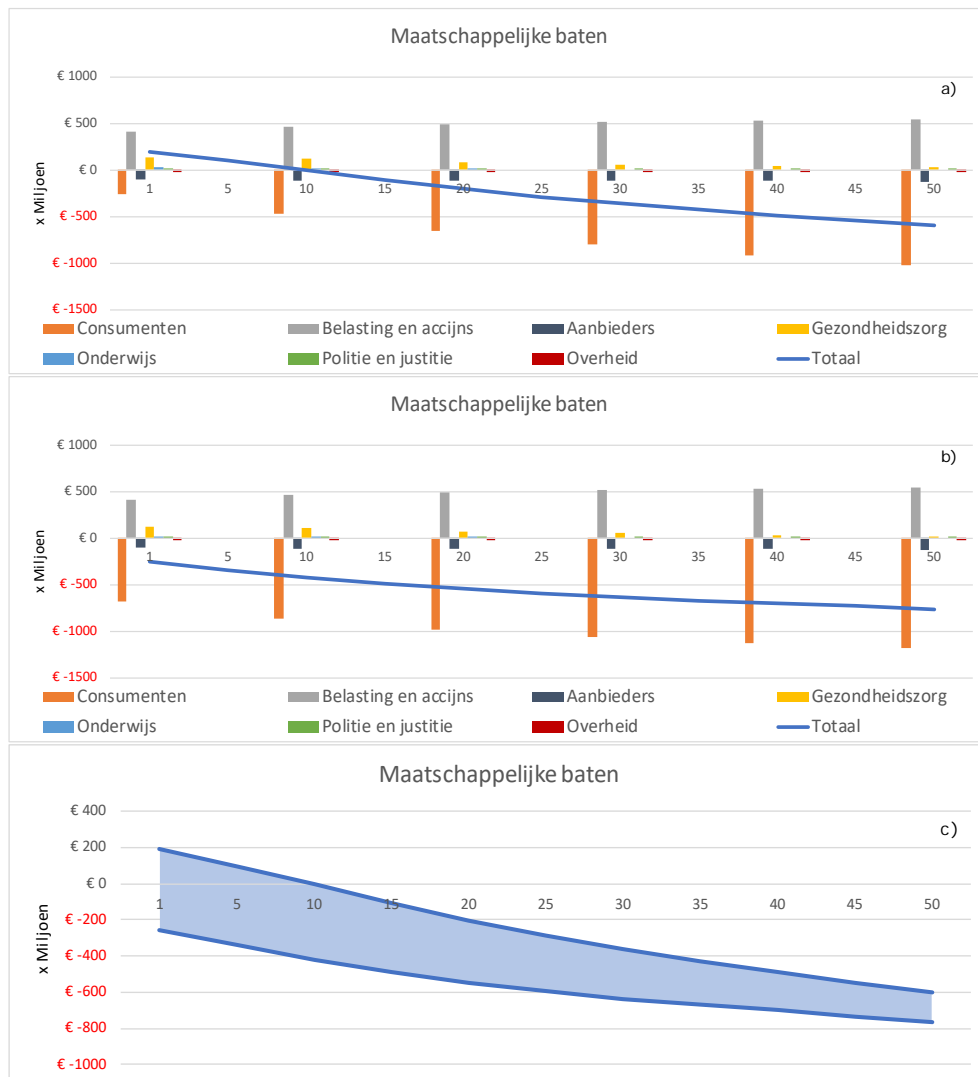 Maatschappelijke baten
a)
€ 1000
€ 500
€ 0
€ -500
€ -1000
€ -1500
x Miljoen
1 5 10 15 20 25 30 35 40 45 50
Consumenten Belasting en accijns Aanbieders Gezondheidszorg
Onderwijs Politie en justitie Overheid Totaal
Maatschappelijke baten
b)
€ 1000
€ 500
€ 0
€ -500
€ -1000
€ -1500
x Miljoen
1 5 10 15 20 25 30 35 40 45 50
Consumenten Belasting en accijns Aanbieders Gezondheidszorg
Onderwijs Politie en justitie Overheid Totaal
Maatschappelijke baten
c)
€ 400
€ 200
€ 0
€ -200
€ -400
€ -600
€ -800
€ -1000
x Miljoen
1 5 10 15 20 25 30 35 40 45 50